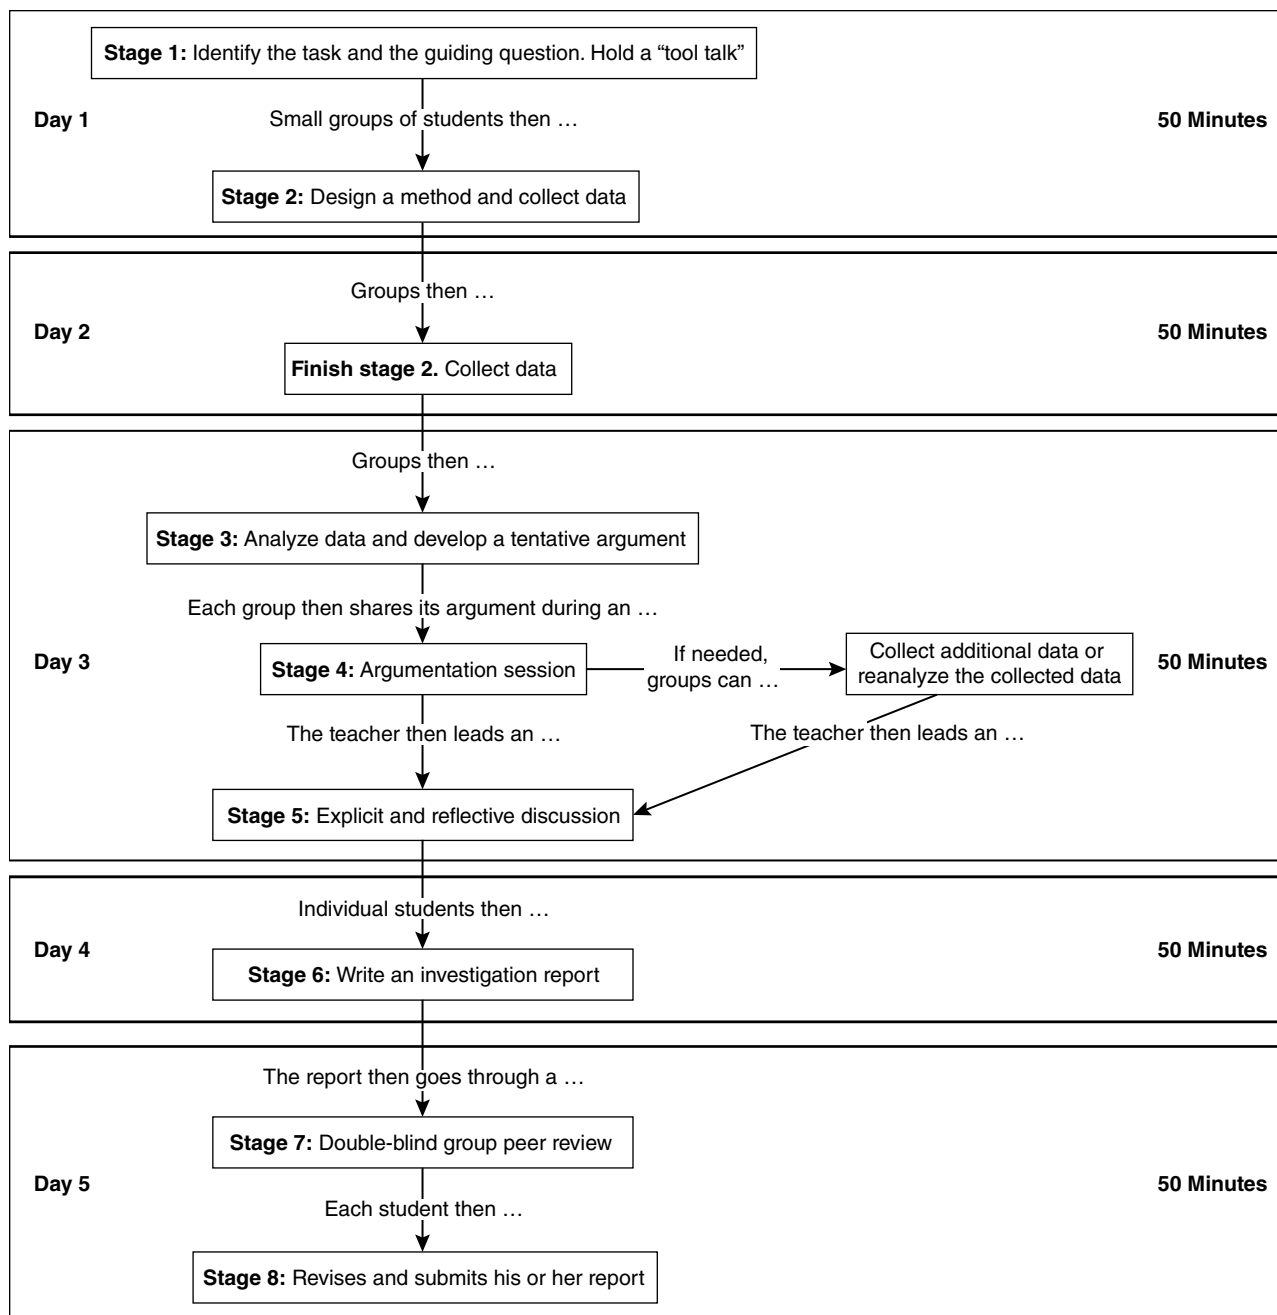 Stage 1: Identify the task and the guiding question. Hold a “tool talk”
Day 1
Small groups of students then …
50 Minutes
Stage 2: Design a method and collect data
Groups then …
Day 2
50 Minutes
Finish stage 2. Collect data
Groups then …
Stage 3: Analyze data and develop a tentative argument
Each group then shares its argument during an …
Day 3
Stage 4: Argumentation session
If needed,
groups can …
Collect additional data or
reanalyze the collected data
50 Minutes
The teacher then leads an …
The teacher then leads an …
Stage 5: Explicit and reflective discussion
Individual students then …
Day 4
50 Minutes
Stage 6: Write an investigation report
The report then goes through a …
Stage 7: Double-blind group peer review
Day 5
50 Minutes
Each student then …
Stage 8: Revises and submits his or her report